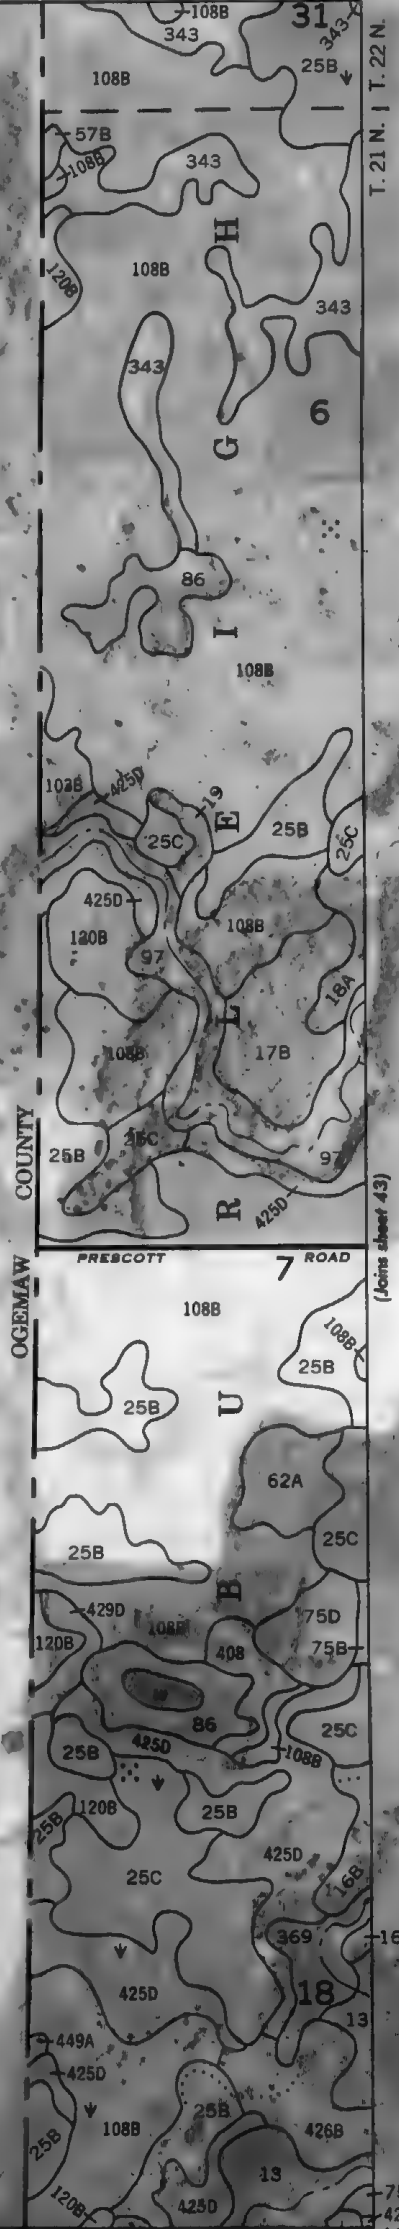 108B
31
343
343
25B
108B
T. 21 N. | T. 22 N.
57B
108B
343
H
120B
108B
343
343
6
G
86
I
108B
103B
425D
19
E
25B
25C
25C
425D
120B
108B
97
18A
L
108B
17B
COUNTY
25C
25B
97
R
425D
(Joins sheet 43)
OGEMAW
PRESCOTT
7
ROAD
108B
108B
25B
25B
U
62A
25C
25B
B
429D
75D
120B
108B
408
75B
86
25B
425D
108B
25C
25B
120B
25B
425D
25C
16B
369
16
425D
18
13
449A
425D
25B
108B
426B
25B
13
120B
425D
75
42